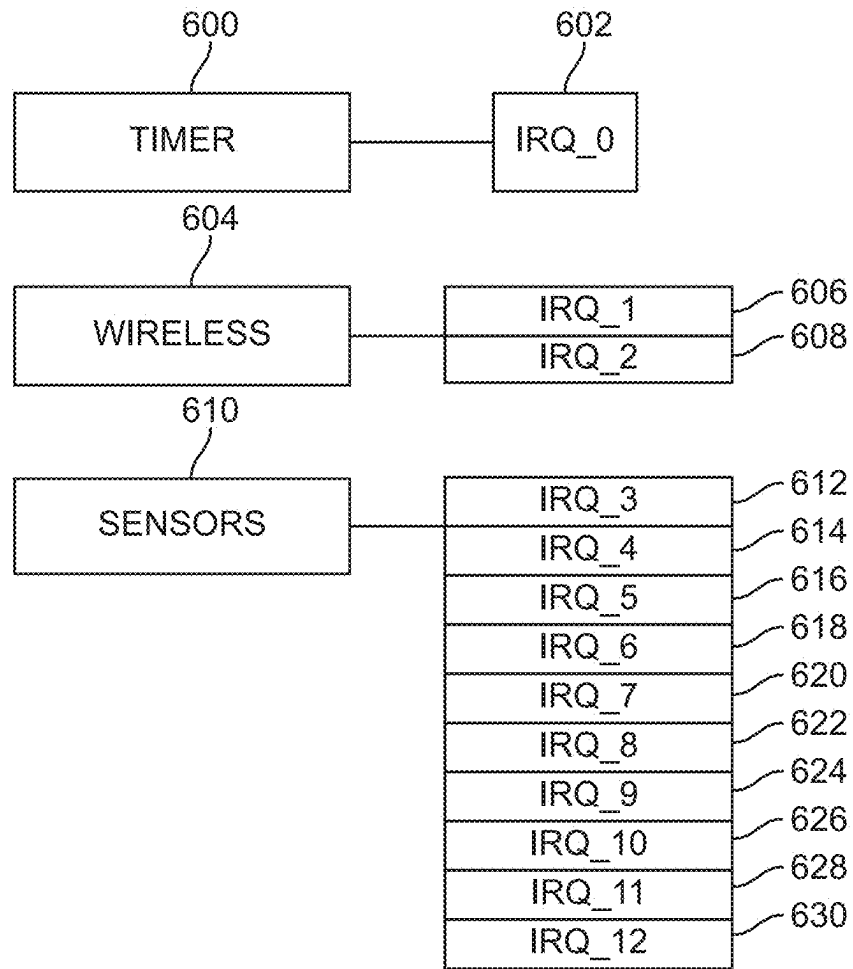 600 602
TIMER IRQ_0
604
WIRELESS IRQ_1 606
IRQ_2 608
610
SENSORS IRQ_3 612
IRQ_4 614
IRQ_5 616
IRQ_6 618
IRQ_7 620
IRQ_8 622
IRQ_9 624
IRQ_10 626
IRQ_11 628
IRQ_12 630